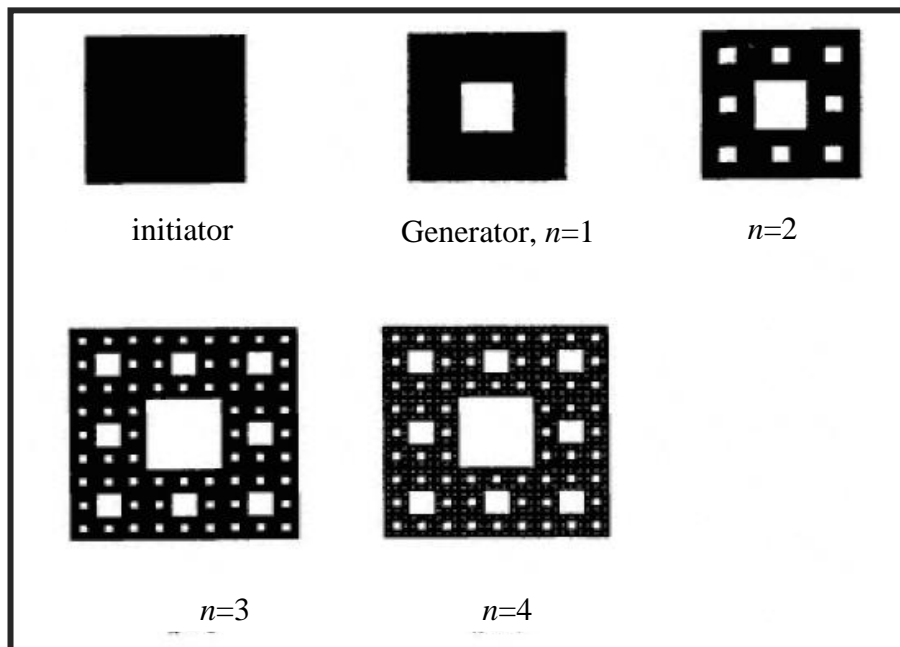 initiator
Generator, n=1
n=2
n=3
n=4